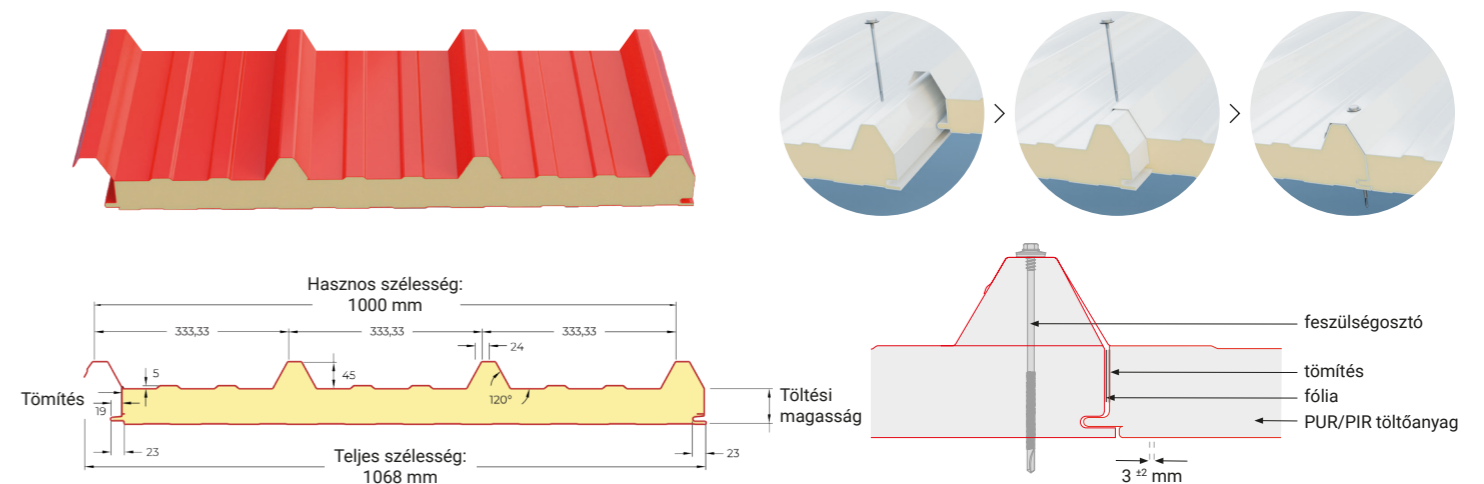 Hasznos szélesség:
1000 mm
333,33
333,33
333,33
24
5
45
120°
Tömítés
19
23
23
Töltési
magasság
Teljes szélesség:
1068 mm
feszülségosztó
tömítés
fólia
PUR/PIR töltőanyag
3 ±2 mm